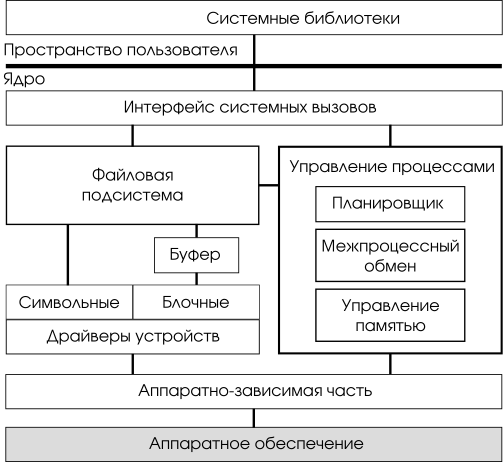 Системные библиотеки
Пространство пользователя
Ядро
Интерфейс системных вызовов
Файловая
подсистема
Буфер
Символьные
Блочные
Драйверы устройств
Управление процессами
Планировщик
Межпроцессный
обмен
Управление
памятью
Аппаратно-зависимая часть
Аппаратное обеспечение